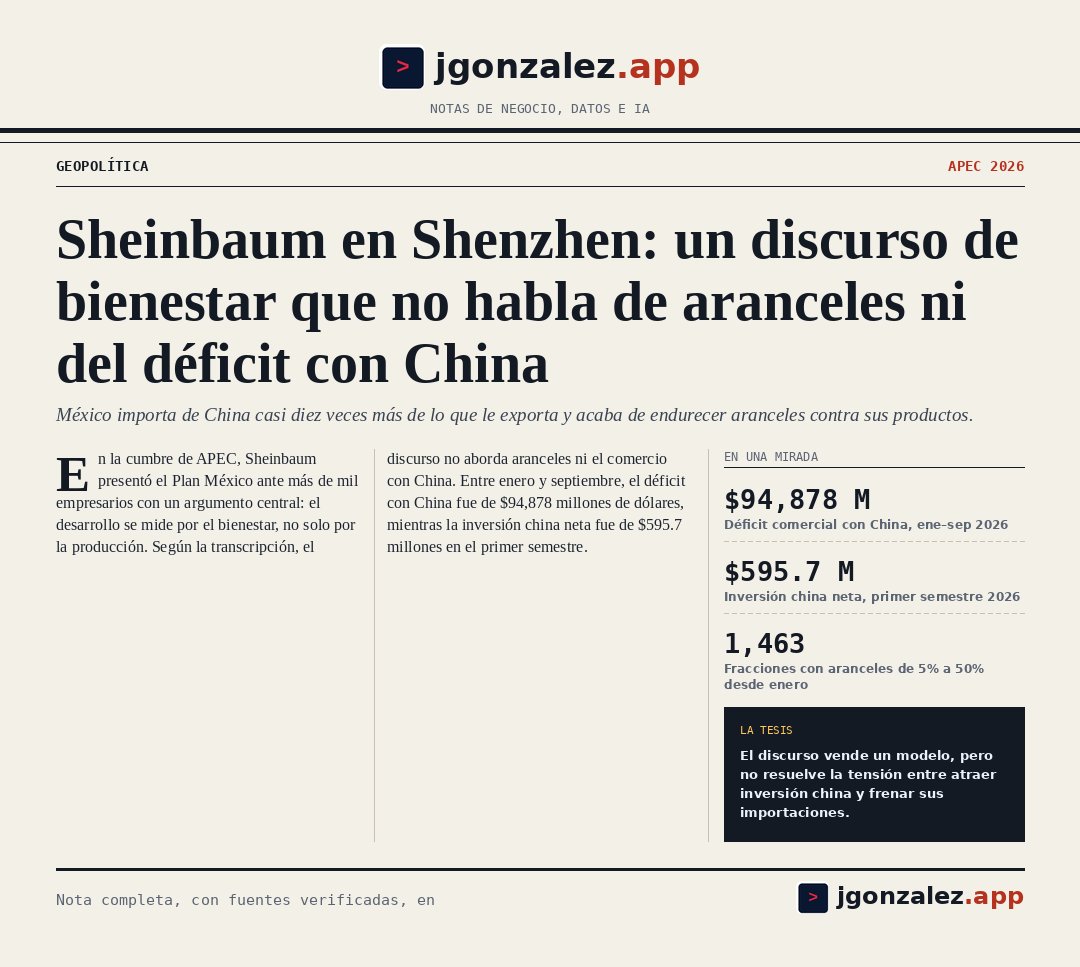 > jgonzalez.app
NOTAS DE NEGOCIO, DATOS E IA
GEOPOLÍTICA
APEC 2026
Sheinbaum en Shenzhen: un discurso de
bienestar que no habla de aranceles ni
del déficit con China
México importa de China casi diez veces más de lo que le exporta y acaba de endurecer aranceles contra sus productos.
En la cumbre de APEC, Sheinbaum
presentó el Plan México ante más de mil
empresarios con un argumento central: el
desarrollo se mide por el bienestar, no solo por
la producción. Según la transcripción, el
discurso no aborda aranceles ni el comercio
con China. Entre enero y septiembre, el déficit
con China fue de $94,878 millones de dólares,
mientras la inversión china neta fue de $595.7
millones en el primer semestre.
EN UNA MIRADA
$94,878 M
Déficit comercial con China, ene-sep 2026
$595.7 M
Inversión china neta, primer semestre 2026
1,463
Fracciones con aranceles de 5% a 50%
desde enero
LA TESIS
El discurso vende un modelo, pero
no resuelve la tensión entre atraer
inversión china y frenar sus
importaciones.
Nota completa, con fuentes verificadas, en
> jgonzalez.app